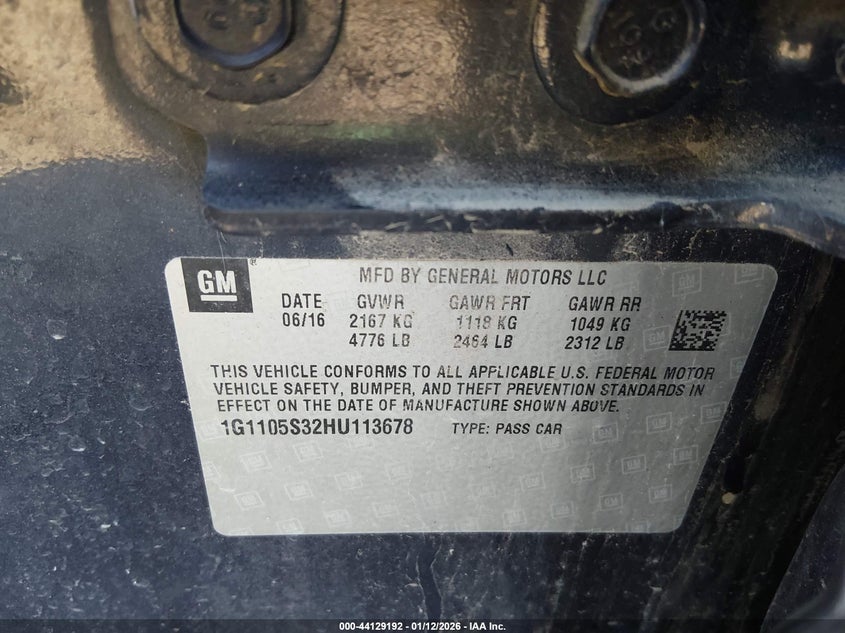 GM
®
MFD BY GENERAL MOTORS LLC
DATE GVWR GAWR FRT GAWR RR
06/16 2167 KG 1118 KG 1049 KG
4776 LB 2464 LB 2312 LB
THIS VEHICLE CONFORMS TO ALL APPLICABLE U.S. FEDERAL MOTOR
VEHICLE SAFETY, BUMPER, AND THEFT PREVENTION STANDARDS IN
EFFECT ON THE DATE OF MANUFACTURE SHOWN ABOVE.
1G1105S32HU113678 TYPE: PASS CAR
000-44129192 - 01/12/2026 - IAA Inc.